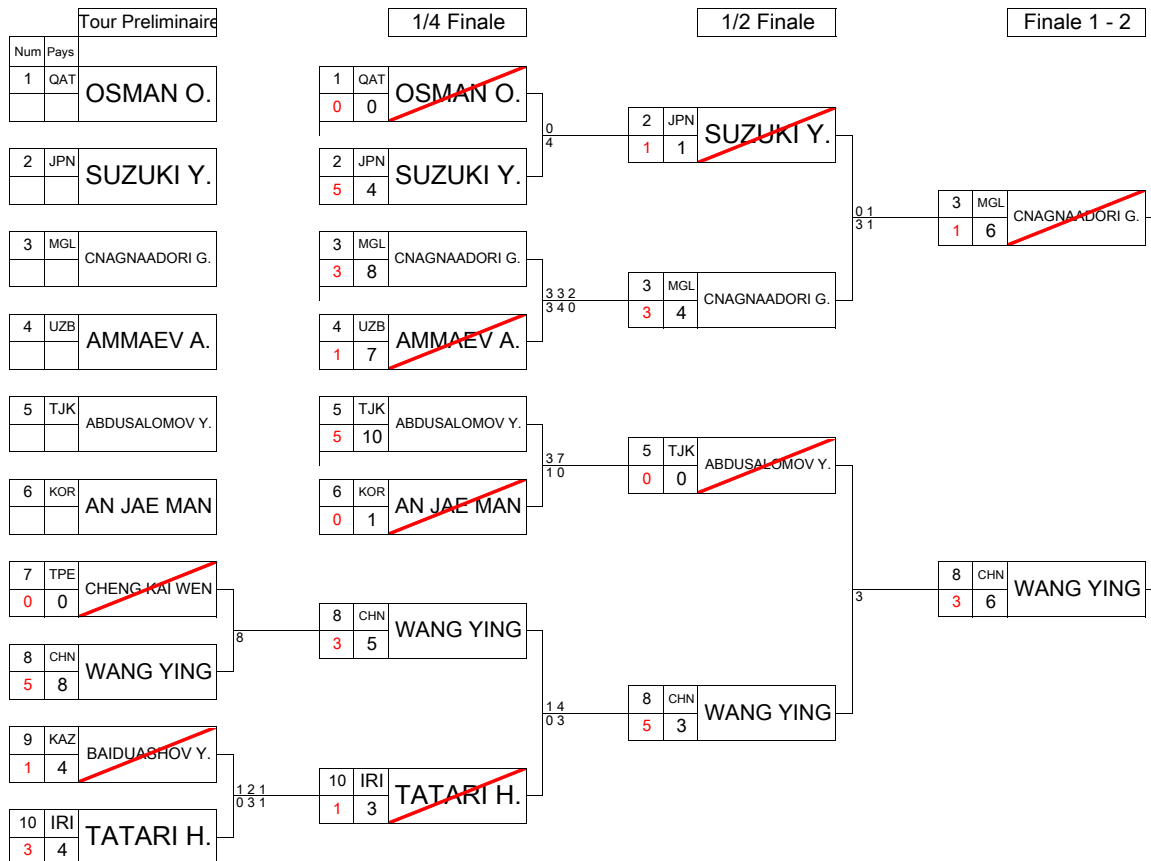 Tour Preliminaire 1/4 Finale 1/2 Finale Finale 1 - 2
Num Pays
1 QAT OSMAN O.
2 JPN SUZUKI Y.
3 MGL CNAGNAADORI G.
4 UZB AMMAEV A.
5 TJK ABDUSALOMOV Y.
6 KOR AN JAE MAN
7 TPE CHENG KAI WEN
0 0
8
8 CHN WANG YING
5 8
9 KAZ BAIDUASHOV Y.
1 4
1 2 1
0 3 1
10 IRI TATARI H.
3 4
1 QAT OSMAN O.
0 0
0
4
2 JPN SUZUKI Y.
5 4
3 MGL CNAGNAADORI G.
3 8
3 3 2
3 4 0
4 UZB AMMAEV A.
1 7
5 TJK ABDUSALOMOV Y.
5 10
3 7
1 0
6 KOR AN JAE MAN
0 1
8 CHN WANG YING
3 5
1 4
0 3
10 IRI TATARI H.
1 3
2 JPN SUZUKI Y.
1 1
0 1
3 1
3 MGL CNAGNAADORI G.
3 4
5 TJK ABDUSALOMOV Y.
0 0
3
8 CHN WANG YING
5 3
3 MGL CNAGNAADORI G.
1 6
8 CHN WANG YING
3 6